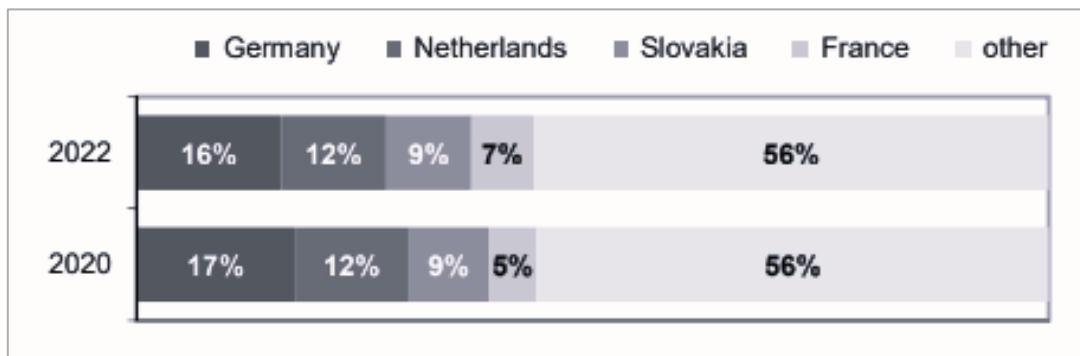 Germany Netherlands Slovakia France other
2022 16% 12% 9% 7% 56%
2020 17% 12% 9% 5% 56%